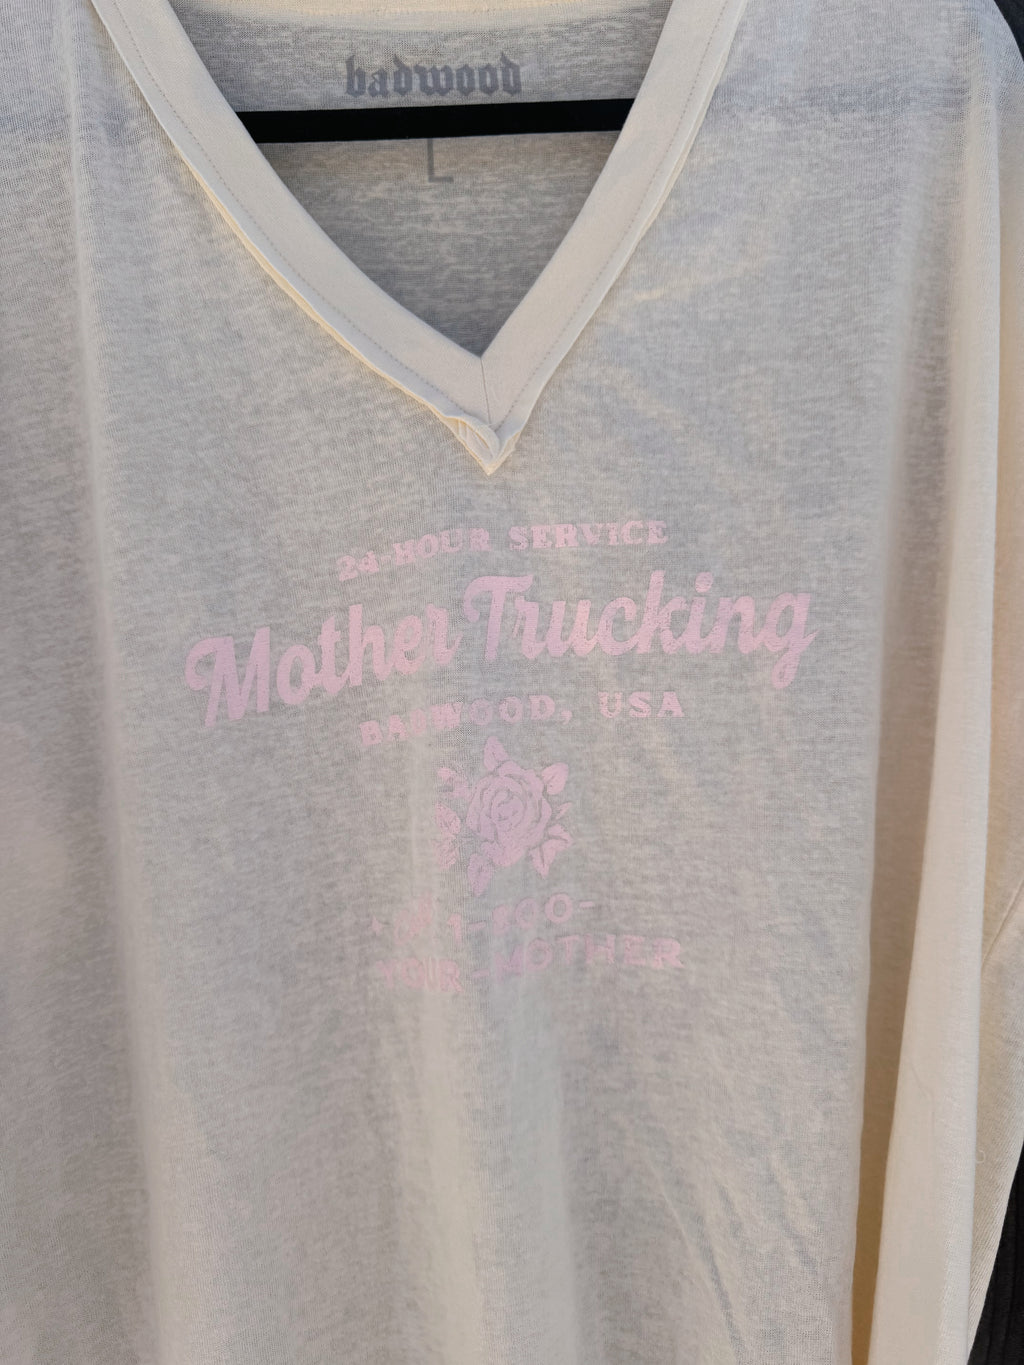 badwood
L
24-HOUR SERVICE
Mother Trucking
BADWOOD, USA
1-800-
YOUR-MOTHER